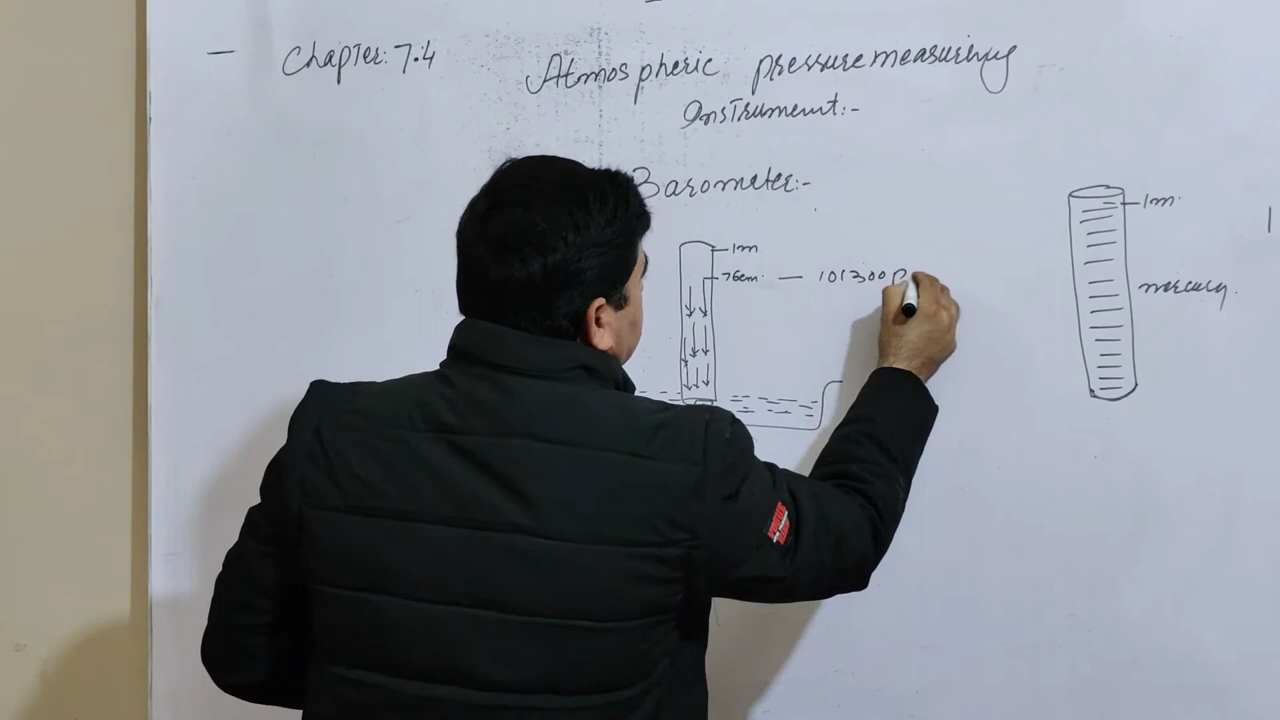 Chapter: 7.4
Atmospheric pressure measuring
Instrument:-
Barometer:-
1m
76cm. — 101300 P
1m.
mercury.